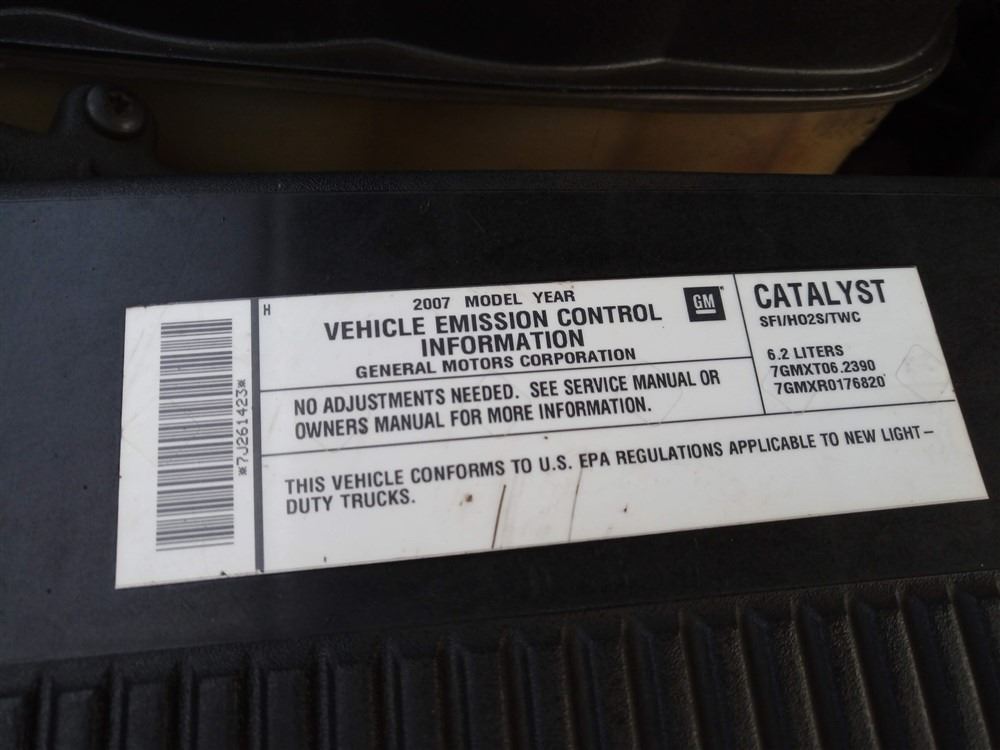 *7J261423*
H
2007 MODEL YEAR
VEHICLE EMISSION CONTROL
INFORMATION
GENERAL MOTORS CORPORATION
GM
NO ADJUSTMENTS NEEDED. SEE SERVICE MANUAL OR
OWNERS MANUAL FOR MORE INFORMATION.
CATALYST
SFI/HO2S/TWC
6.2 LITERS
7GMXT06.2390
7GMXR0176820
THIS VEHICLE CONFORMS TO U.S. EPA REGULATIONS APPLICABLE TO NEW LIGHT–
DUTY TRUCKS.